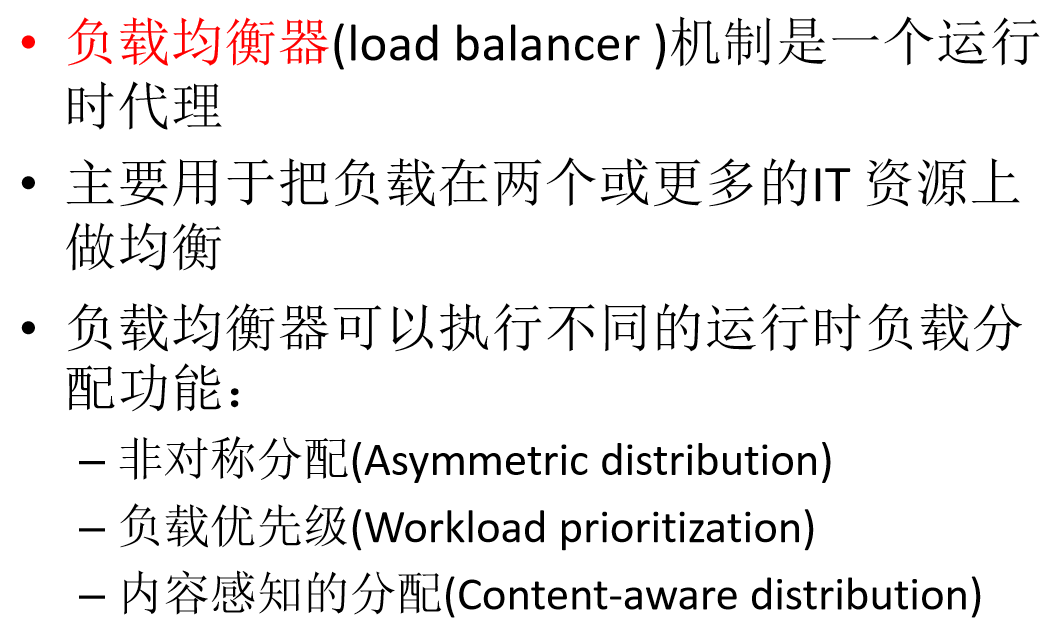 • 负载均衡器(load balancer )机制是一个运行
时代理
• 主要用于把负载在两个或更多的IT 资源上
做均衡
• 负载均衡器可以执行不同的运行时负载分
配功能：
– 非对称分配(Asymmetric distribution)
– 负载优先级(Workload prioritization)
– 内容感知的分配(Content-aware distribution)